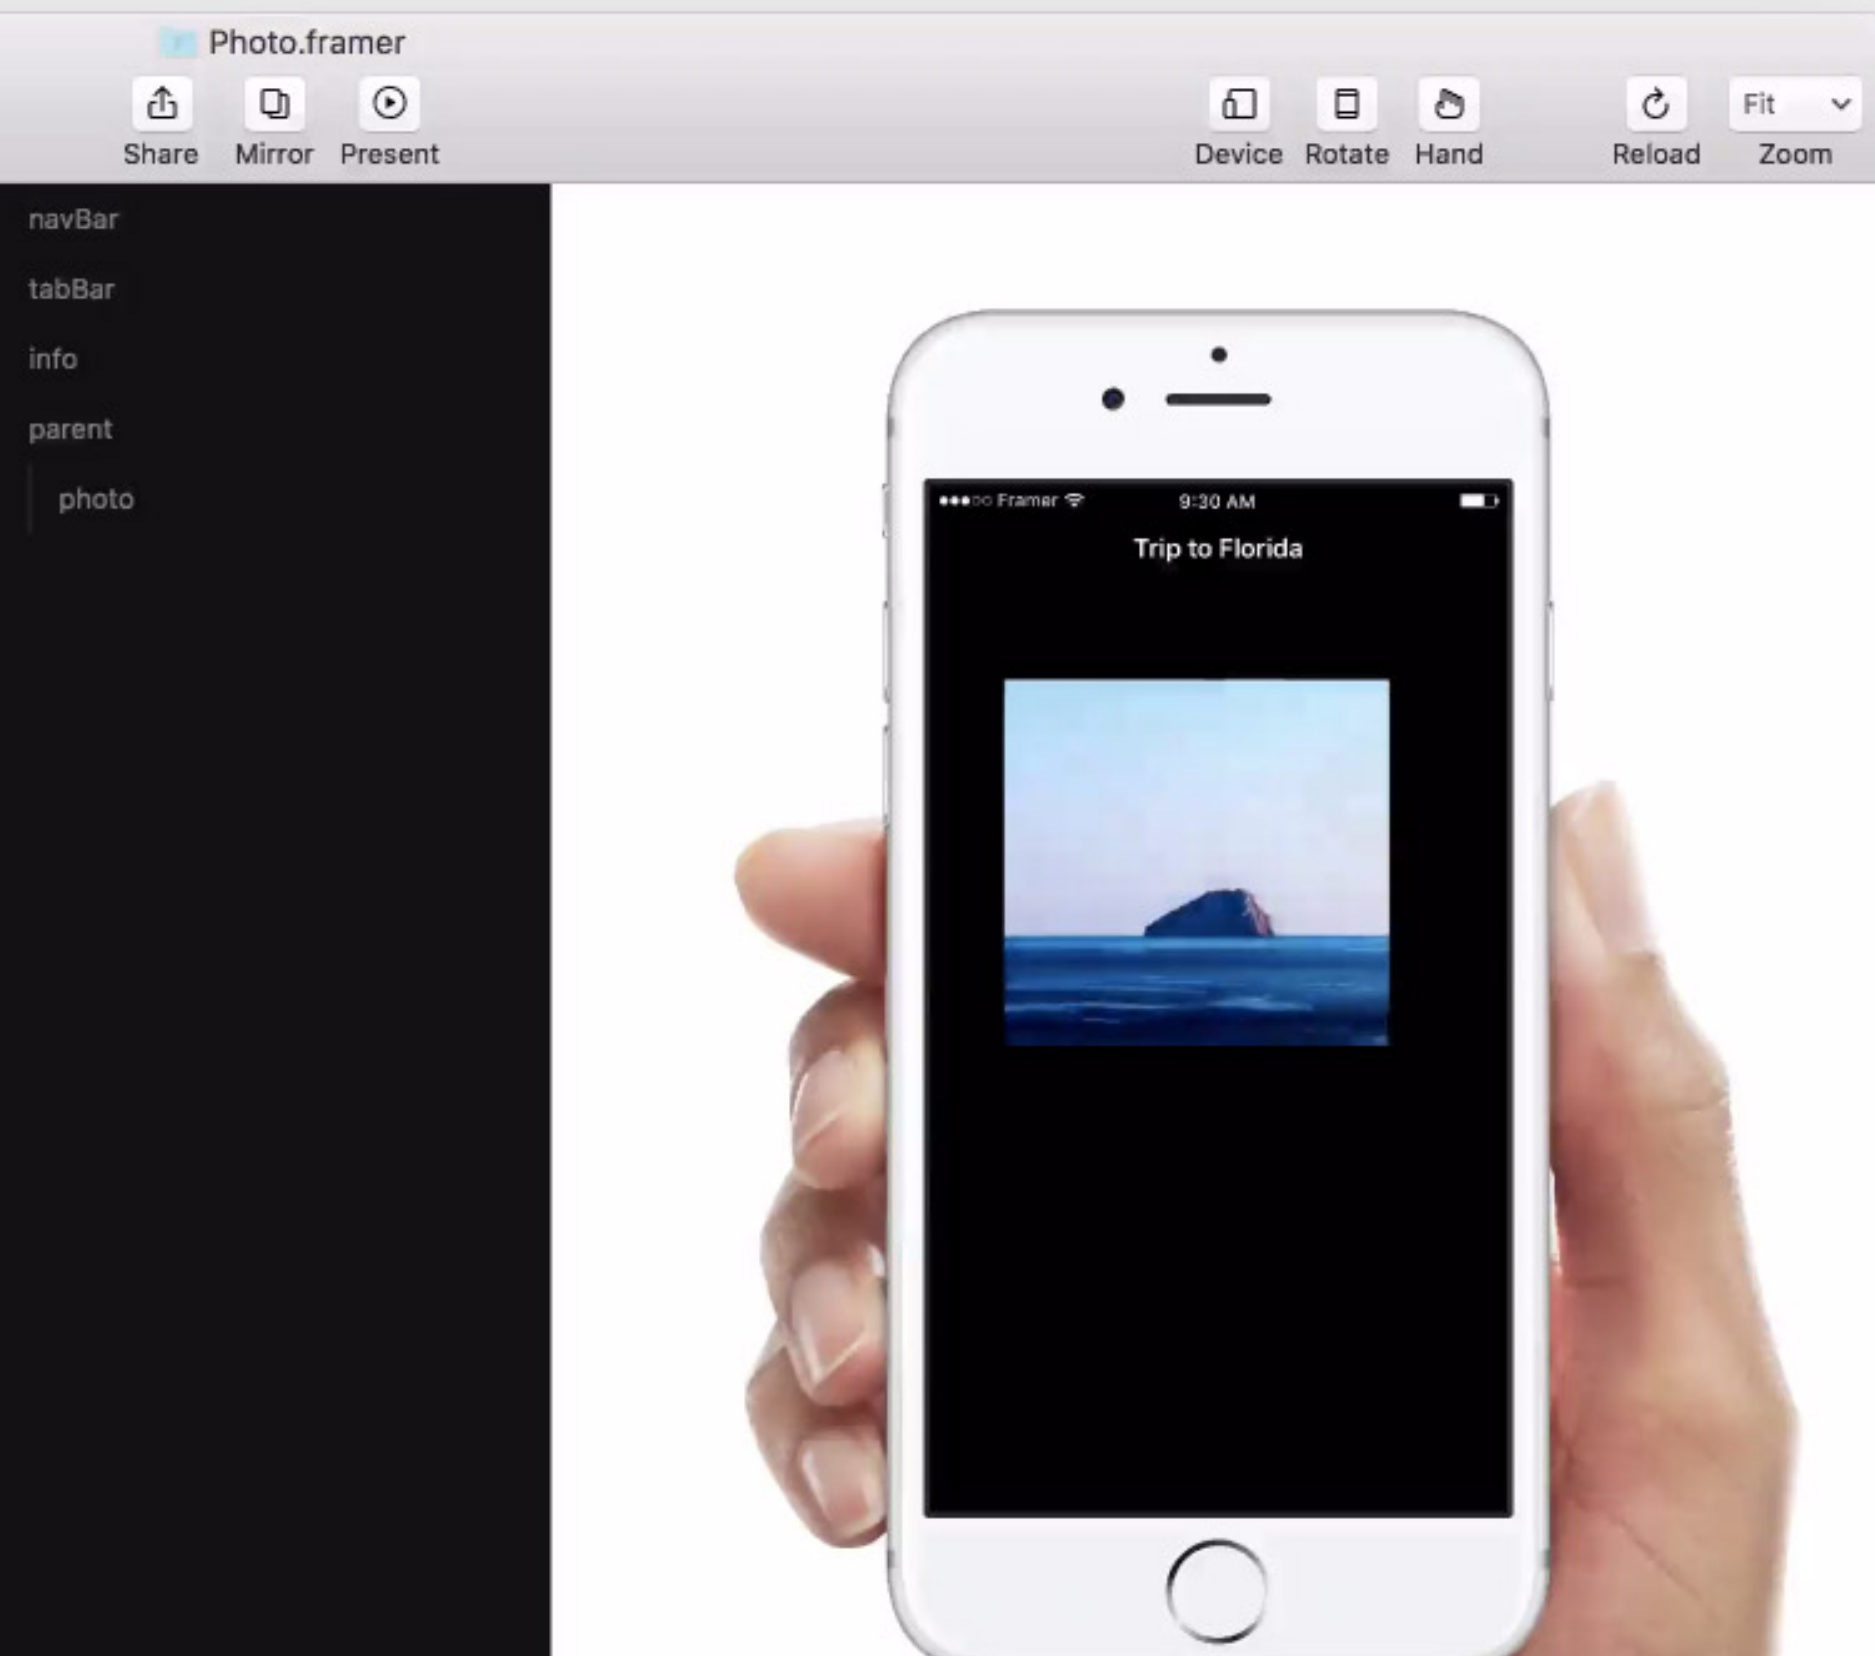 Photo.framer
Share Mirror Present Device Rotate Hand Reload Fit Zoom
navBar
tabBar
info
parent
photo
Framer 9:30 AM
Trip to Florida